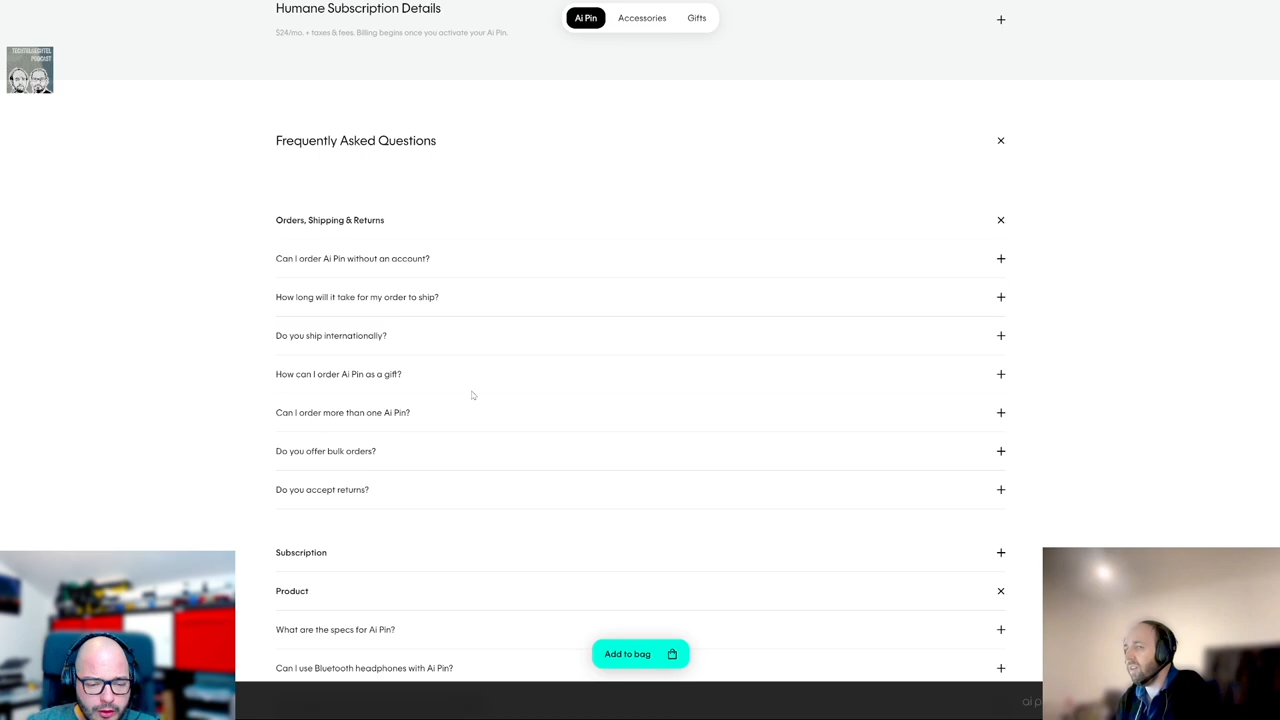 Humane Subscription Details
$24/mo. + taxes & fees. Billing begins once you activate your Ai Pin.
Ai Pin
Accessories
Gifts
PODCAST
Frequently Asked Questions
Orders, Shipping & Returns
Can I order Ai Pin without an account?
How long will it take for my order to ship?
Do you ship internationally?
How can I order Ai Pin as a gift?
Can I order more than one Ai Pin?
Do you offer bulk orders?
Do you accept returns?
Subscription
Product
What are the specs for Ai Pin?
Add to bag
Can I use Bluetooth headphones with Ai Pin?
ai p